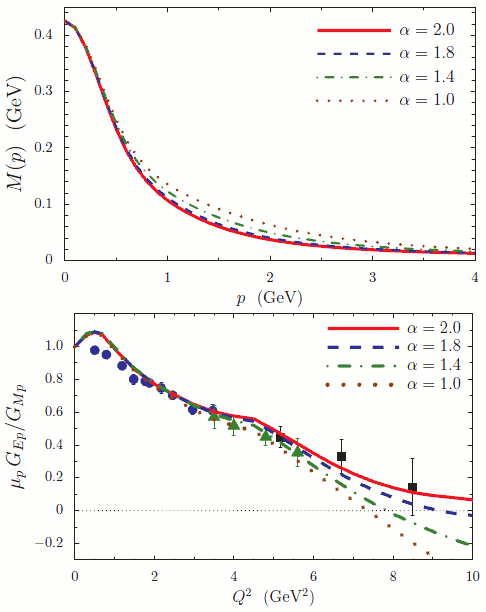 0.4
0.3
0.2
0.1
0
M(p) (GeV)
α = 2.0
α = 1.8
α = 1.4
α = 1.0
0 1 2 3 4
p (GeV)
1.0
0.8
0.6
0.4
0.2
0
−0.2
μp GEp/GMp
α = 2.0
α = 1.8
α = 1.4
α = 1.0
0 2 4 6 8 10
Q² (GeV²)